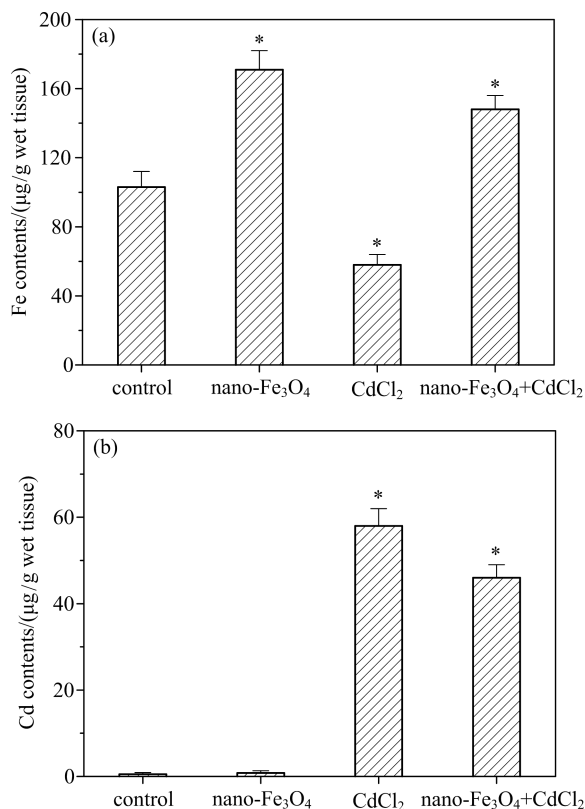 (a)
Fe contents/(μg/g wet tissue)
200
160
120
80
40
0
*
*
*
control
nano-Fe₃O₄
CdCl₂
nano-Fe₃O₄+CdCl₂
(b)
Cd contents/(μg/g wet tissue)
80
60
40
20
0
*
*
control
nano-Fe₃O₄
CdCl₂
nano-Fe₃O₄+CdCl₂